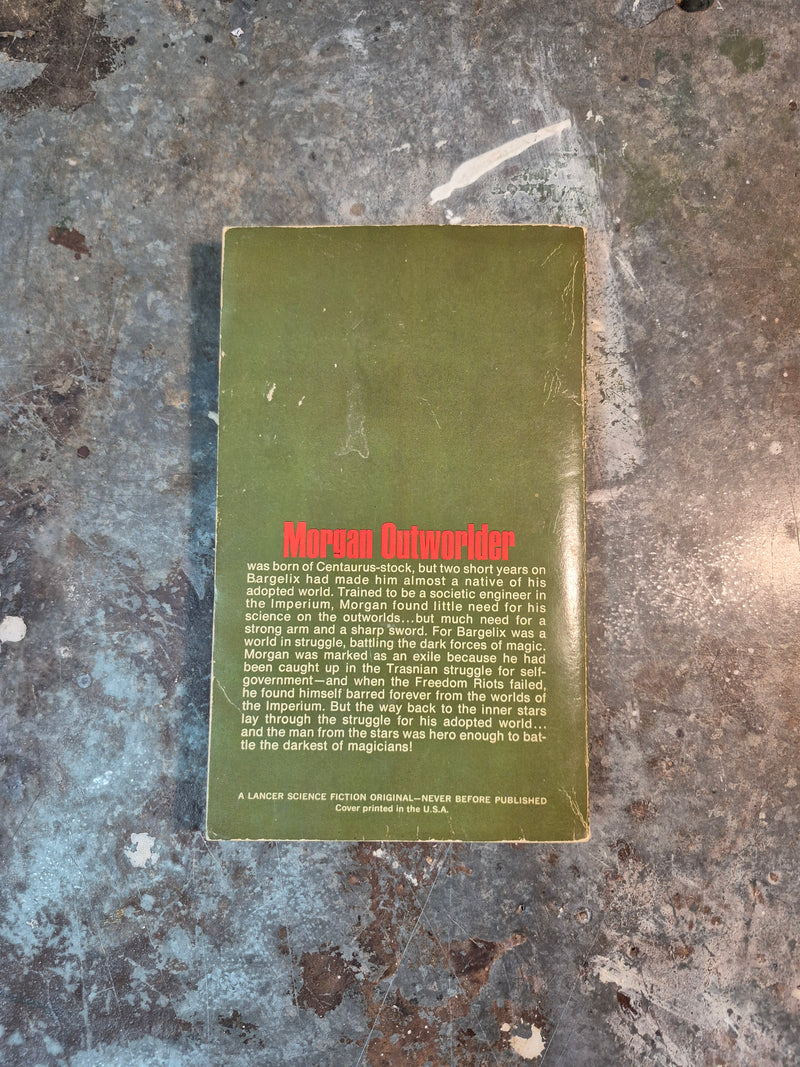 Morgan Outworlder
was born of Centaurus-stock, but two short years on
Bargelix had made him almost a native of his
adopted world. Trained to be a societic engineer in
the Imperium, Morgan found little need for his
science on the outworlds...but much need for a
strong arm and a sharp sword. For Bargelix was a
world in struggle, battling the dark forces of magic.
Morgan was marked as an exile because he had
been caught up in the Trasnian struggle for self-
government—and when the Freedom Riots failed,
he found himself barred forever from the worlds of
the Imperium. But the way back to the inner stars
lay through the struggle for his adopted world...
and the man from the stars was hero enough to bat-
tle the darkest of magicians!
A LANCER SCIENCE FICTION ORIGINAL—NEVER BEFORE PUBLISHED
Cover printed in the U.S.A.